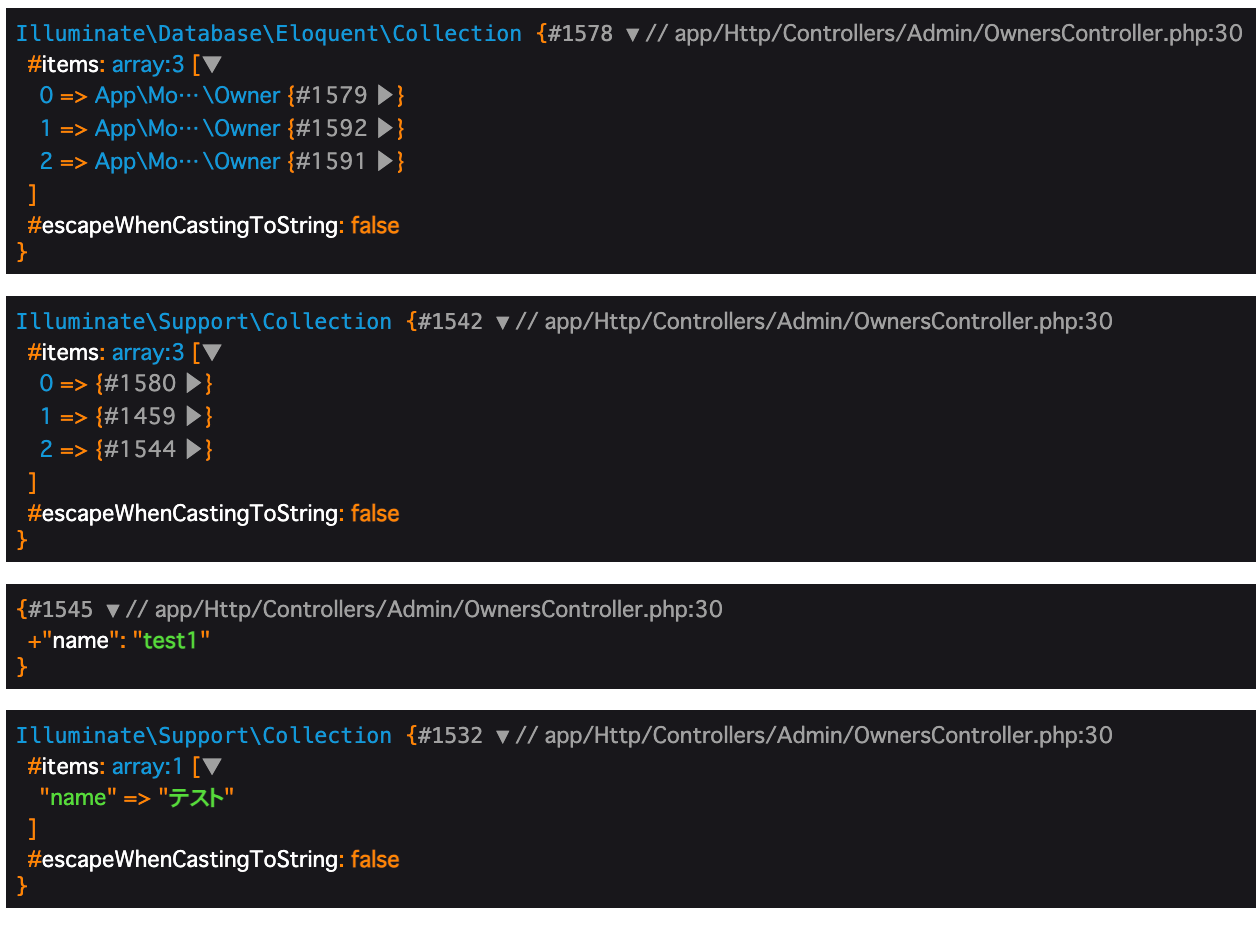 Illuminate\Database\Eloquent\Collection {#1578 ▼ // app/Http/Controllers/Admin/OwnersController.php:30
#items: array:3 [▼
0 => App\Mo…\Owner {#1579 ▶}
1 => App\Mo…\Owner {#1592 ▶}
2 => App\Mo…\Owner {#1591 ▶}
]
#escapeWhenCastingToString: false
}
Illuminate\Support\Collection {#1542 ▼ // app/Http/Controllers/Admin/OwnersController.php:30
#items: array:3 [▼
0 => {#1580 ▶}
1 => {#1459 ▶}
2 => {#1544 ▶}
]
#escapeWhenCastingToString: false
}
{#1545 ▼ // app/Http/Controllers/Admin/OwnersController.php:30
+"name": "test1"
}
Illuminate\Support\Collection {#1532 ▼ // app/Http/Controllers/Admin/OwnersController.php:30
#items: array:1 [▼
"name" => "テスト"
]
#escapeWhenCastingToString: false
}